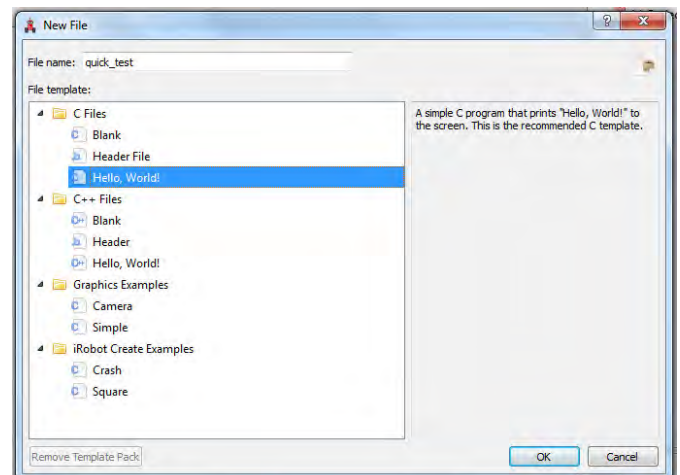 New File
File name: quick_test
File template:
C Files
Blank
Header File
Hello, World!
C++ Files
Blank
Header
Hello, World!
Graphics Examples
Camera
Simple
iRobot Create Examples
Crash
Square
A simple C program that prints "Hello, World!" to
the screen. This is the recommended C template.
Remove Template Pack
OK
Cancel